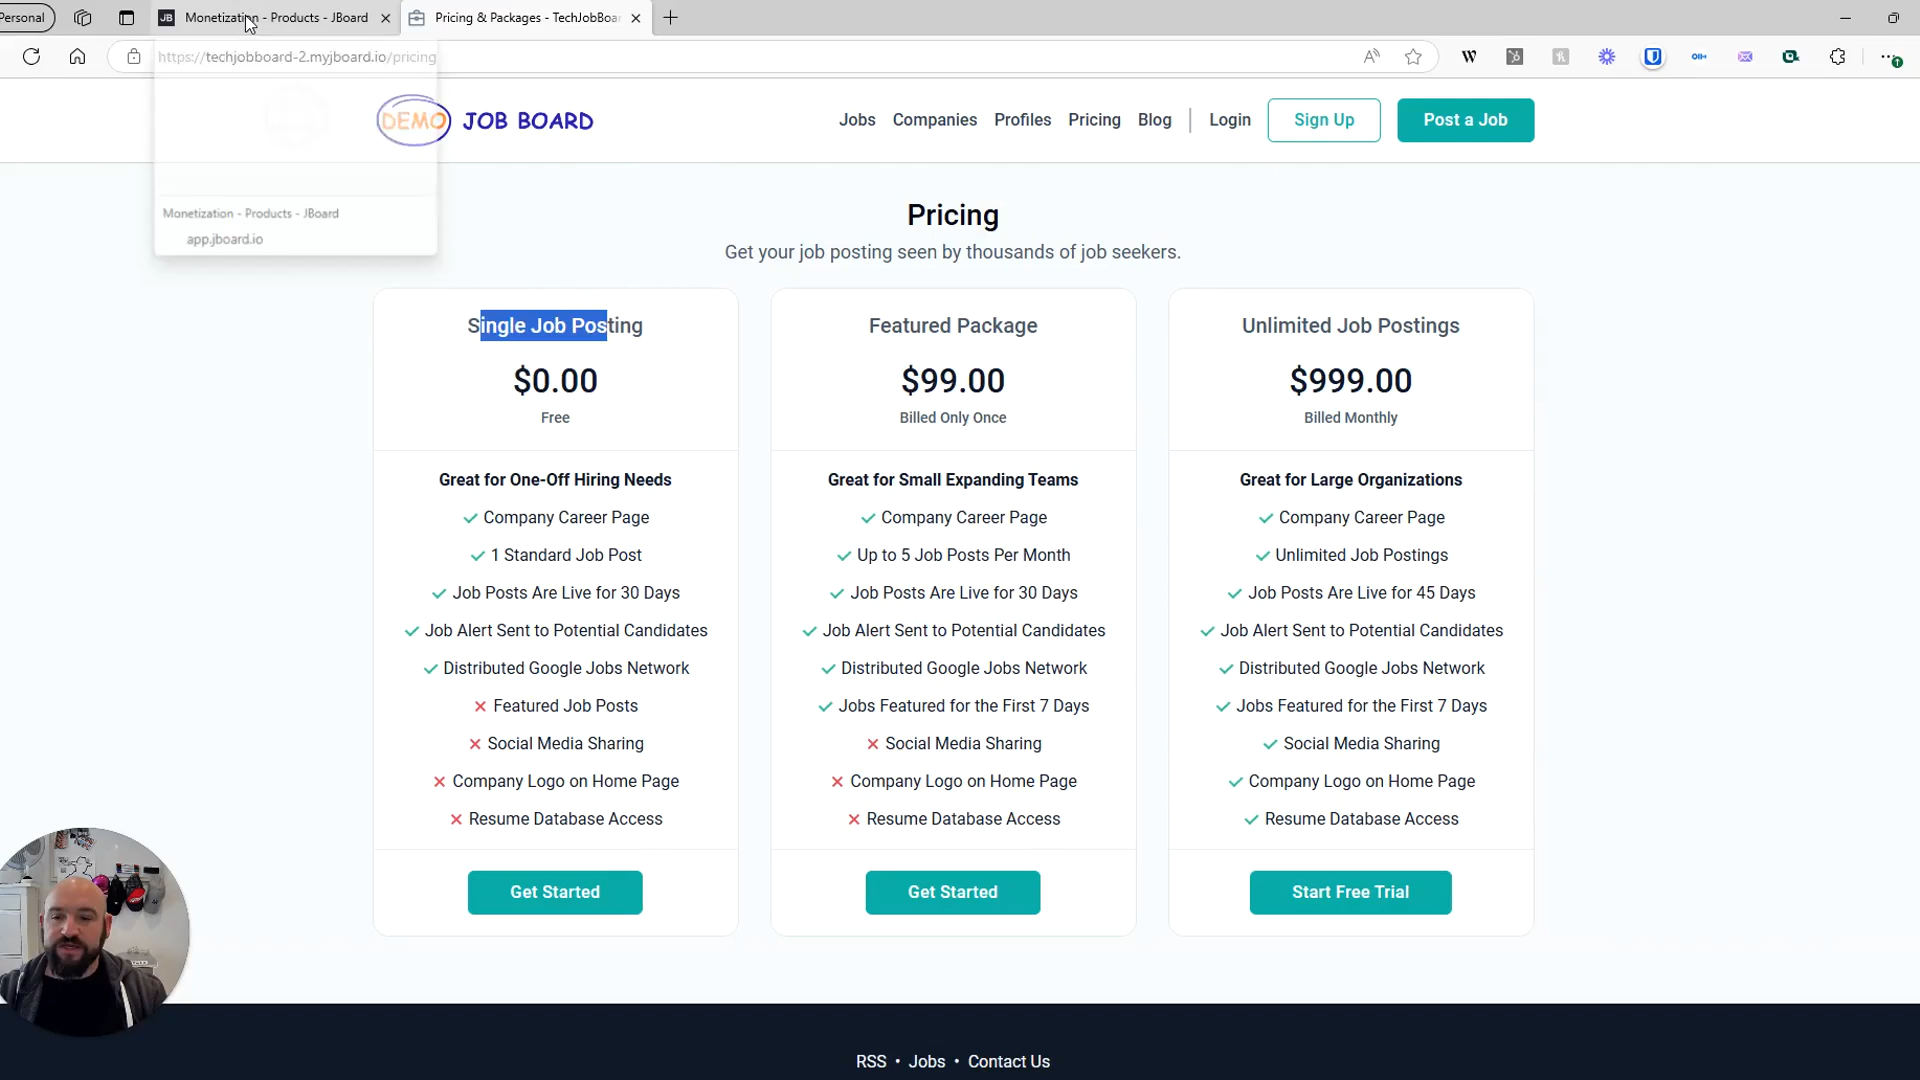 Personal
JB Monetization - Products - JBoard
Pricing & Packages - TechJobBoar
https://techjobboard-2.myjboard.io/pricing
Monetization - Products - JBoard
app.jboard.io
DEMO JOB BOARD
Jobs Companies Profiles Pricing Blog Login Sign Up Post a Job
Pricing
Get your job posting seen by thousands of job seekers.
Single Job Posting
$0.00
Free
Great for One-Off Hiring Needs
Company Career Page
1 Standard Job Post
Job Posts Are Live for 30 Days
Job Alert Sent to Potential Candidates
Distributed Google Jobs Network
Featured Job Posts
Social Media Sharing
Company Logo on Home Page
Resume Database Access
Get Started
Featured Package
$99.00
Billed Only Once
Great for Small Expanding Teams
Company Career Page
Up to 5 Job Posts Per Month
Job Posts Are Live for 30 Days
Job Alert Sent to Potential Candidates
Distributed Google Jobs Network
Jobs Featured for the First 7 Days
Social Media Sharing
Company Logo on Home Page
Resume Database Access
Get Started
Unlimited Job Postings
$999.00
Billed Monthly
Great for Large Organizations
Company Career Page
Unlimited Job Postings
Job Posts Are Live for 45 Days
Job Alert Sent to Potential Candidates
Distributed Google Jobs Network
Jobs Featured for the First 7 Days
Social Media Sharing
Company Logo on Home Page
Resume Database Access
Start Free Trial
RSS • Jobs • Contact Us